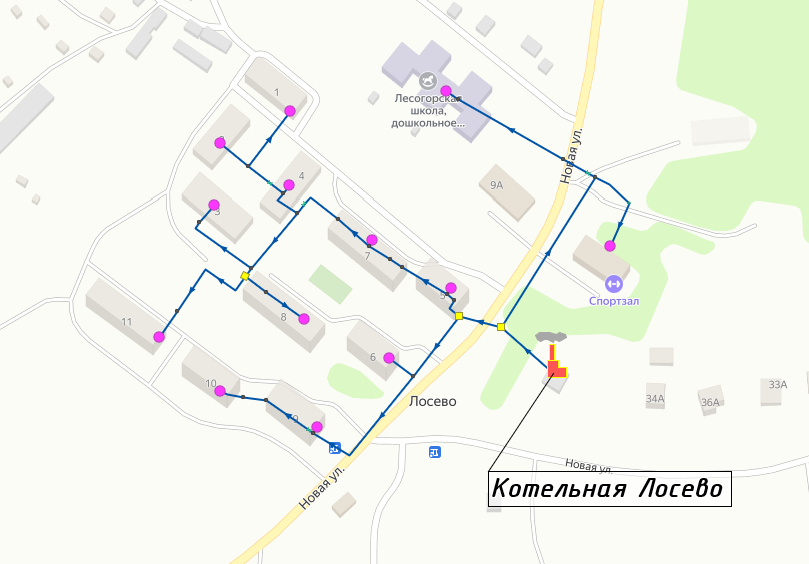 1
Лесогорская
школа,
дошкольное...
Новая ул.
4
9А
3
7
Спортзал
5
8
11
6
10
9
Лосево
34А
36А
33А
Новая ул.
Новая ул.
Котельная Лосево